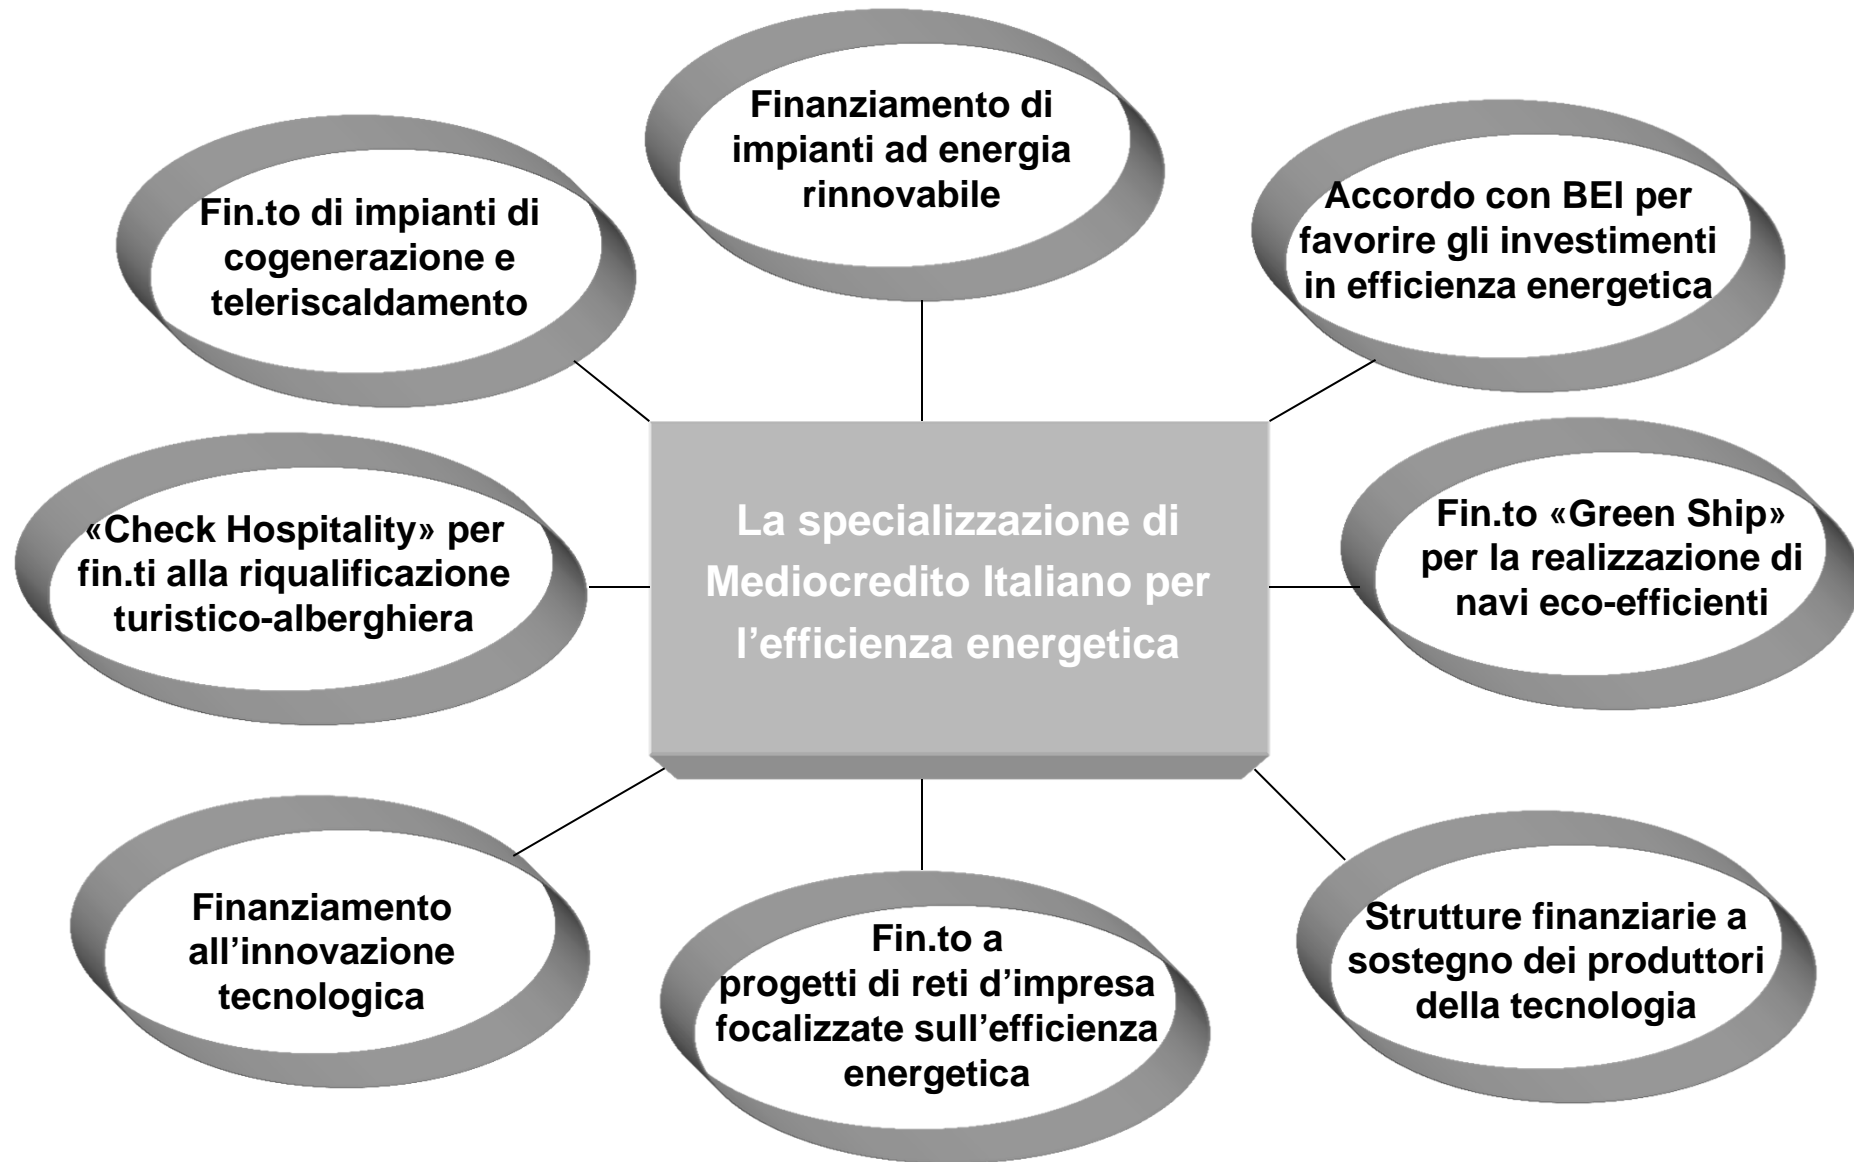 Finanziamento di
impianti ad energia
rinnovabile
Fin.to di impianti di
cogenerazione e
teleriscaldamento
Accordo con BEI per
favorire gli investimenti
in efficienza energetica
«Check Hospitality» per
fin.ti alla riqualificazione
turistico-alberghiera
La specializzazione di
Mediocredito Italiano per
l’efficienza energetica
Fin.to «Green Ship»
per la realizzazione di
navi eco-efficienti
Finanziamento
all’innovazione
tecnologica
Fin.to a
progetti di reti d’impresa
focalizzate sull’efficienza
energetica
Strutture finanziarie a
sostegno dei produttori
della tecnologia